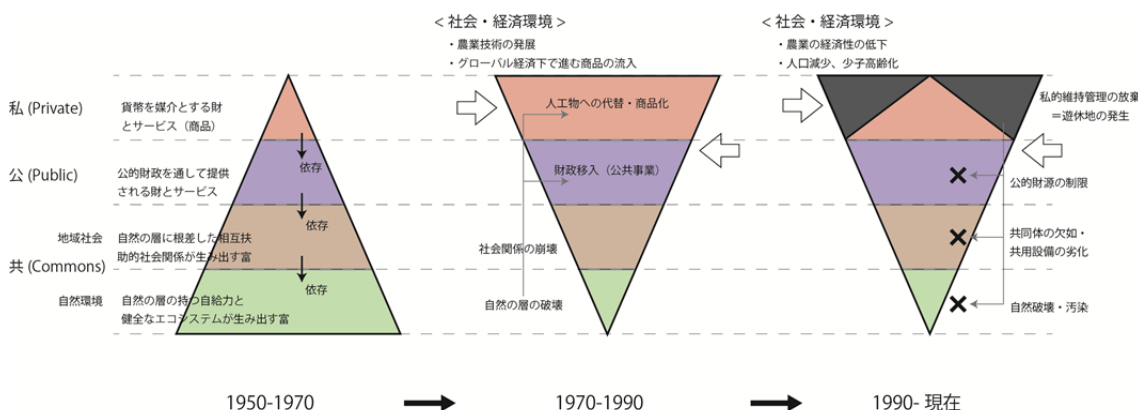 ＜社会・経済環境＞
・農業技術の発展
・グローバル経済下で進む商品の流入
＜社会・経済環境＞
・農業の経済性の低下
・人口減少、少子高齢化
私 (Private)
貨幣を媒介とする財
とサービス（商品）
依存
公 (Public)
公的財政を通して提供
される財とサービス
依存
地域社会
自然の層に根差した相互扶
助的社会関係が生み出す富
共 (Commons)
依存
自然環境
自然の層の持つ自給力と
健全なエコシステムが生み出す富
人工物への代替・商品化
財政移入（公共事業）
社会関係の崩壊
自然の層の破壊
私的維持管理の放棄
＝遊休地の発生
公的財源の制限
共同体の欠如・
共用設備の劣化
自然破壊・汚染
1950-1970
1970-1990
1990- 現在